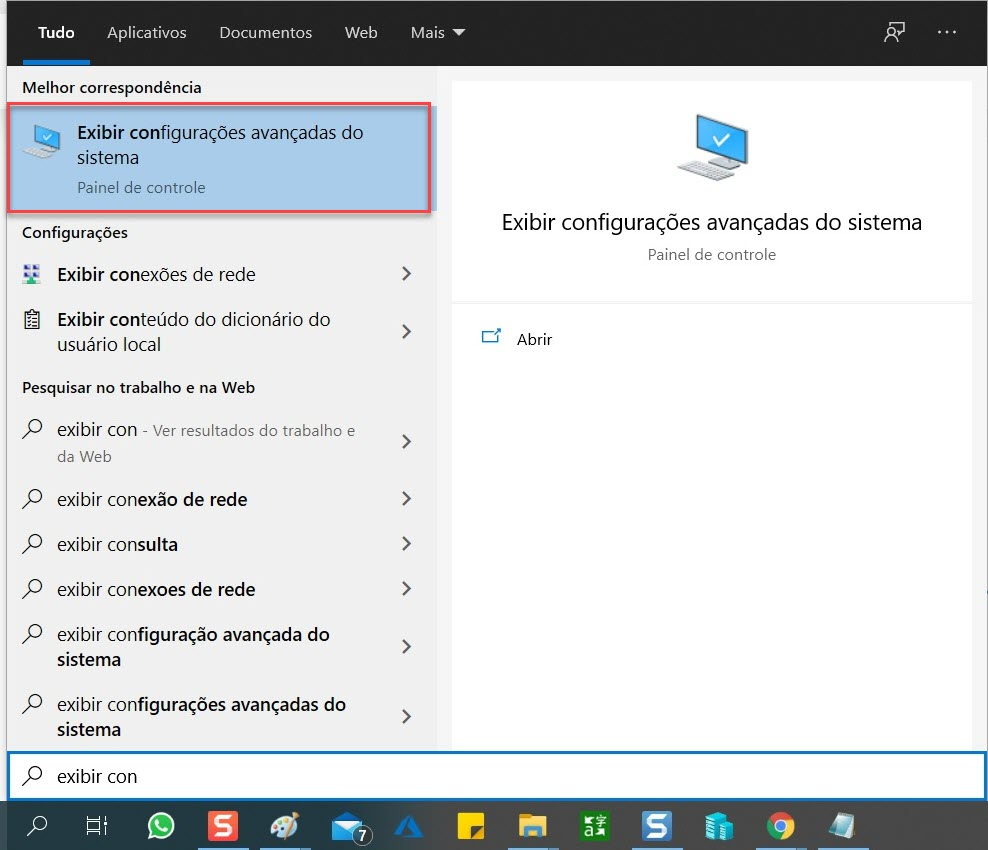 Tudo Aplicativos Documentos Web Mais
Melhor correspondência
Exibir configurações avançadas do
sistema
Painel de controle
Configurações
Exibir conexões de rede
Exibir conteúdo do dicionário do
usuário local
Pesquisar no trabalho e na Web
exibir con - Ver resultados do trabalho e
da Web
exibir conexão de rede
exibir consulta
exibir conexoes de rede
exibir configuração avançada do
sistema
exibir configurações avançadas do
sistema
exibir con
Exibir configurações avançadas do sistema
Painel de controle
Abrir
S
7
S